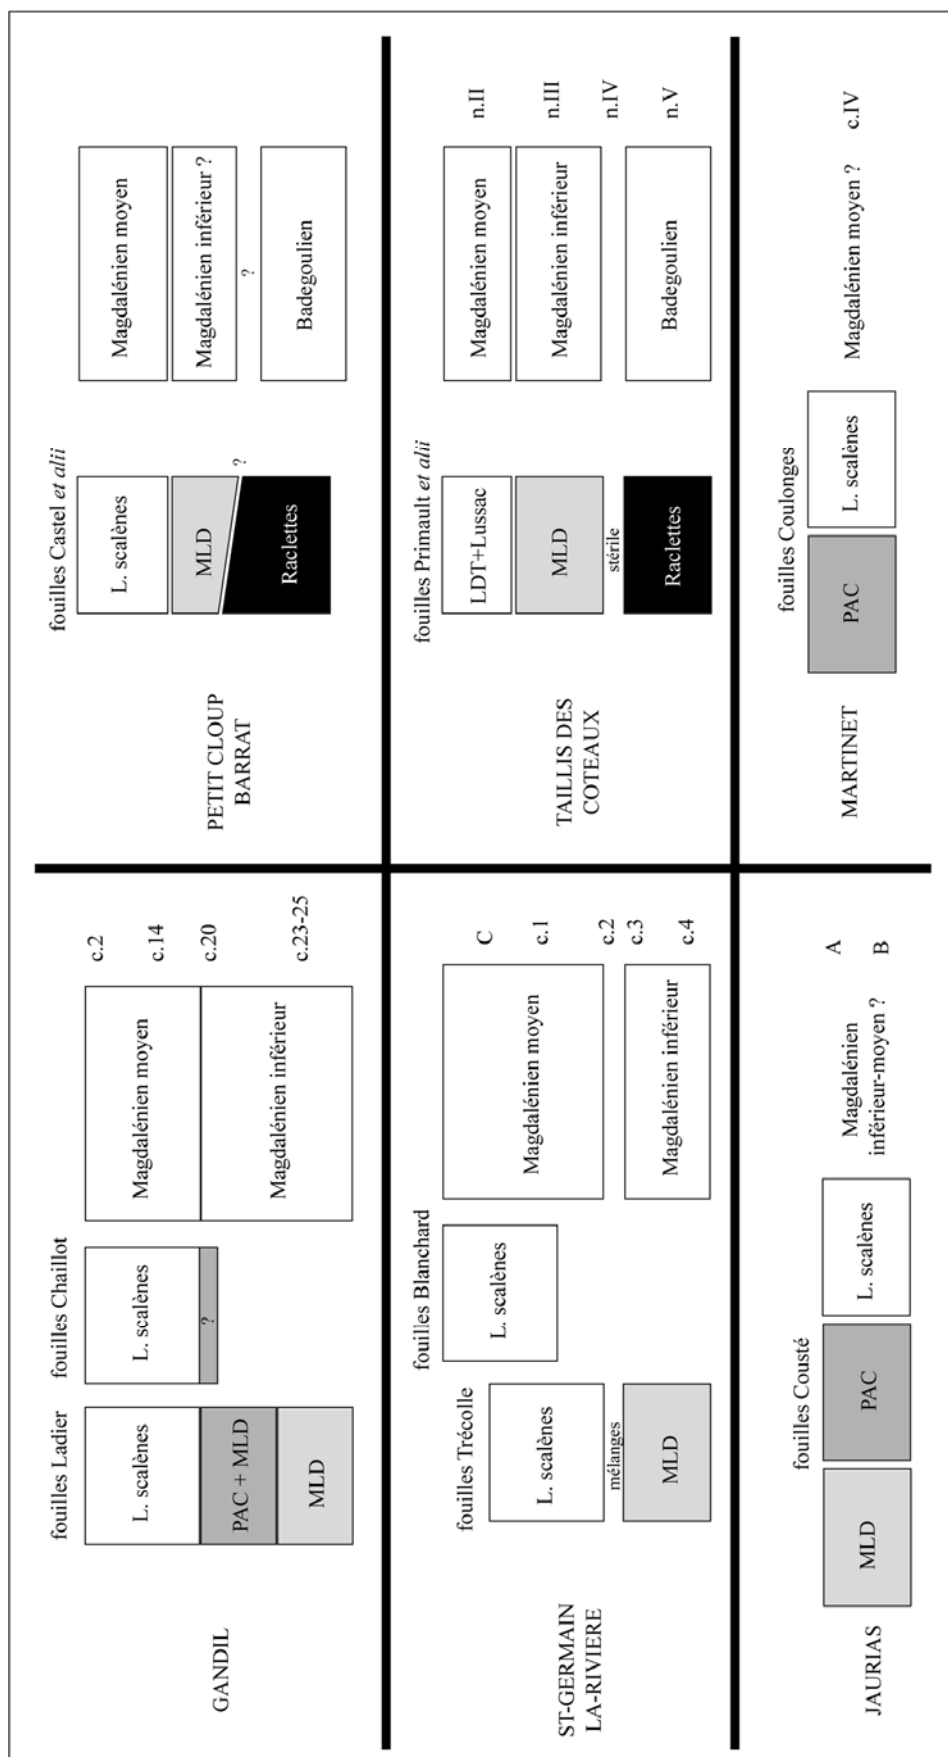 GANDIL
fouilles Ladier
L. scalènes
PAC + MLD
MLD
fouilles Chaillot
L. scalènes
?
Magdalénien moyen
Magdalénien inférieur
c.2
c.14
c.20
c.23-25
PETIT CLOUP
BARRAT
fouilles Castel et alii
L. scalènes
MLD
?
Raclettes
Magdalénien moyen
Magdalénien inférieur ?
?
Badegoulien
ST-GERMAIN
LA-RIVIERE
fouilles Trécolle
L. scalènes
mélanges
MLD
fouilles Blanchard
L. scalènes
Magdalénien moyen
Magdalénien inférieur
C
c.1
c.2
c.3
c.4
TAILLIS DES
COTEAUX
fouilles Primault et alii
LDT+Lussac
MLD
stérile
Raclettes
Magdalénien moyen
Magdalénien inférieur
Badegoulien
n.II
n.III
n.IV
n.V
JAURIAS
fouilles Cousté
MLD
PAC
L. scalènes
Magdalénien
inférieur-moyen ?
A
B
MARTINET
fouilles Coulonges
PAC
L. scalènes
Magdalénien moyen ?
c.IV